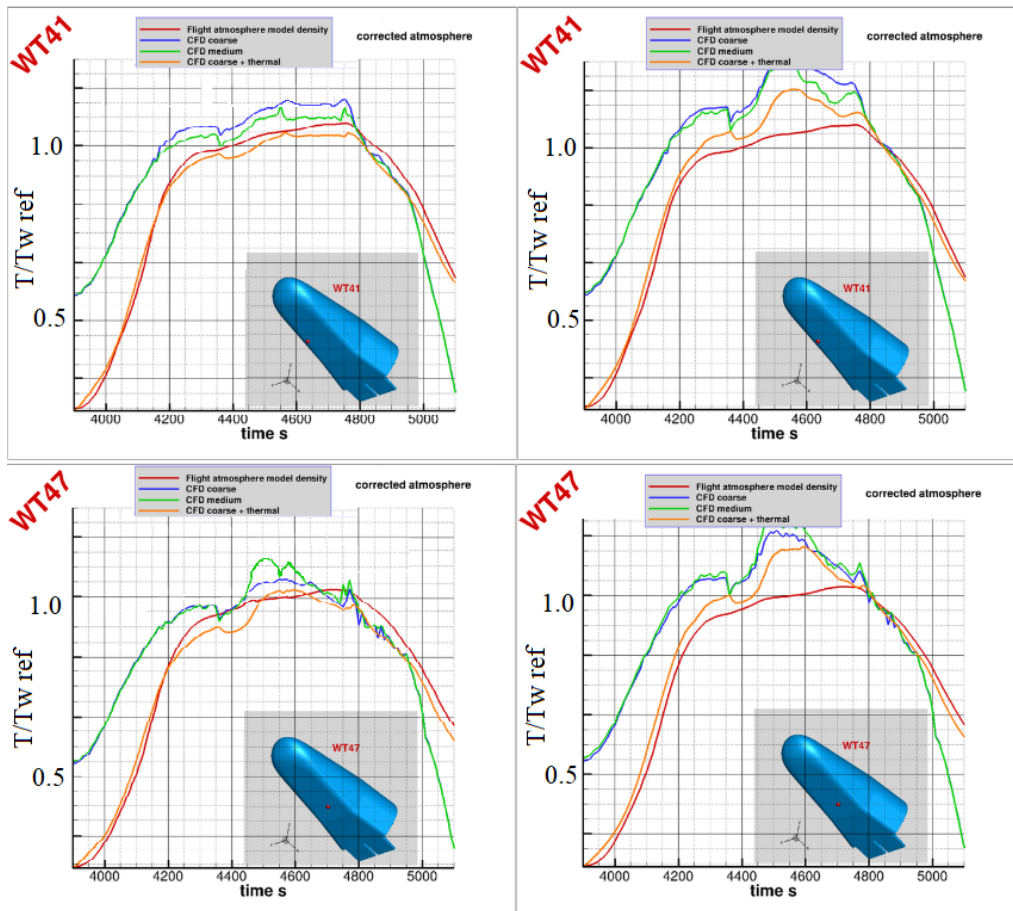 WT41
Flight atmosphere model density
CFD coarse
CFD medium
CFD coarse + thermal
corrected atmosphere
T/Tw ref
1.0
0.5
WT41
4000 4200 4400 4600 4800 5000
time s
WT41
Flight atmosphere model density
CFD coarse
CFD medium
CFD coarse + thermal
corrected atmosphere
T/Tw ref
1.0
0.5
WT41
4000 4200 4400 4600 4800 5000
time s
WT47
Flight atmosphere model density
CFD coarse
CFD medium
CFD coarse + thermal
corrected atmosphere
T/Tw ref
1.0
0.5
WT47
4000 4200 4400 4600 4800 5000
time s
WT47
Flight atmosphere model density
CFD coarse
CFD medium
CFD coarse + thermal
corrected atmosphere
T/Tw ref
1.0
0.5
WT47
4000 4200 4400 4600 4800 5000
time s